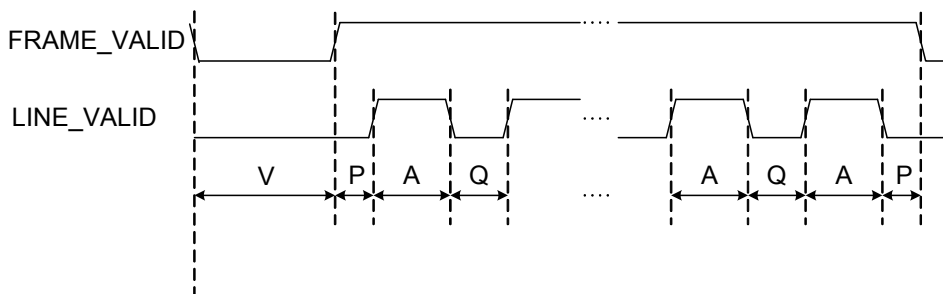 FRAME_VALID
....
LINE_VALID
....
V P A Q .... A Q A P